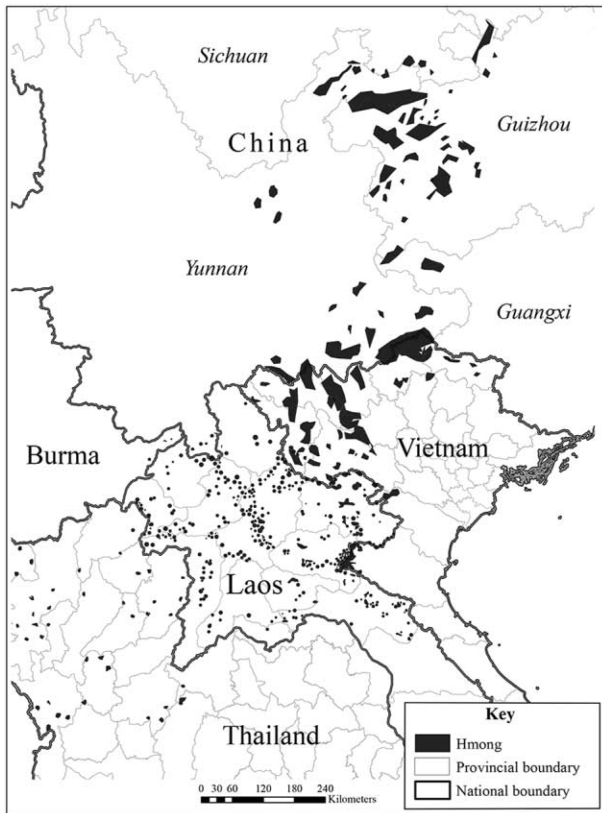 Sichuan
China
Guizhou
Yunnan
Guangxi
Burma
Vietnam
Laos
Thailand
Key
Hmong
Provincial boundary
National boundary
0 30 60 120 180 240
Kilometers